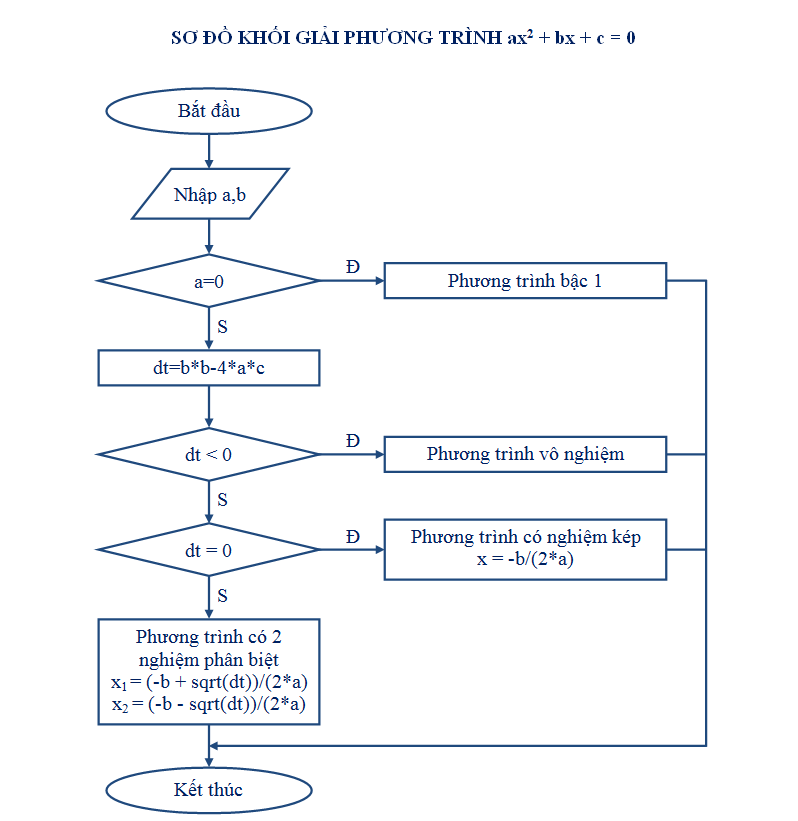 SƠ ĐỒ KHỐI GIẢI PHƯƠNG TRÌNH ax² + bx + c = 0
Bắt đầu
Nhập a,b
a=0
Đ
Phương trình bậc 1
S
dt=b*b-4*a*c
dt < 0
Đ
Phương trình vô nghiệm
S
dt = 0
Đ
Phương trình có nghiệm kép
x = -b/(2*a)
S
Phương trình có 2
nghiệm phân biệt
x₁ = (-b + sqrt(dt))/(2*a)
x₂ = (-b - sqrt(dt))/(2*a)
Kết thúc